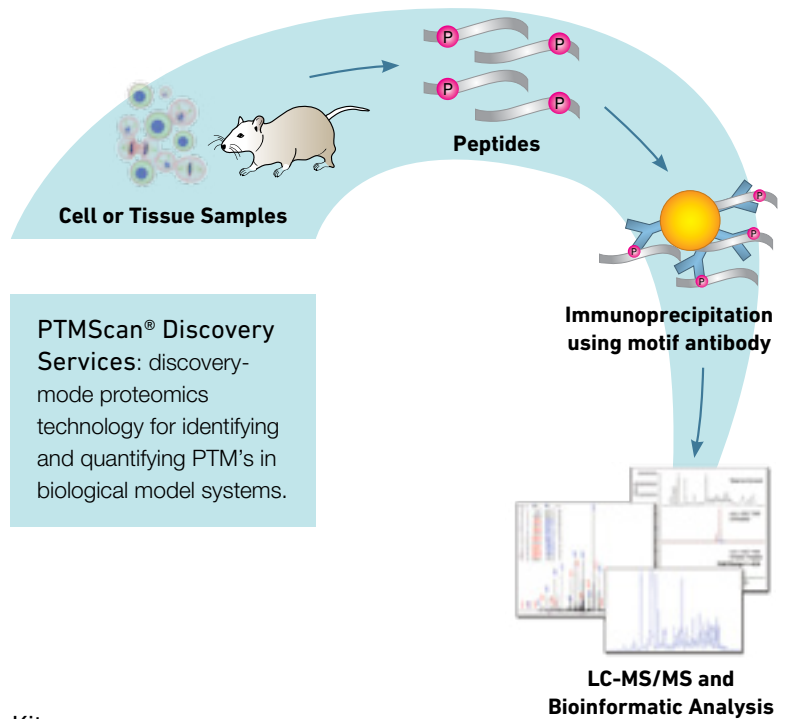 P
P
P
P
Peptides
Cell or Tissue Samples
P
P
P
P
Immunoprecipitation
using motif antibody
PTMScan® Discovery
Services: discovery-
mode proteomics
technology for identifying
and quantifying PTM's in
biological model systems.
LC-MS/MS and
Bioinformatic Analysis